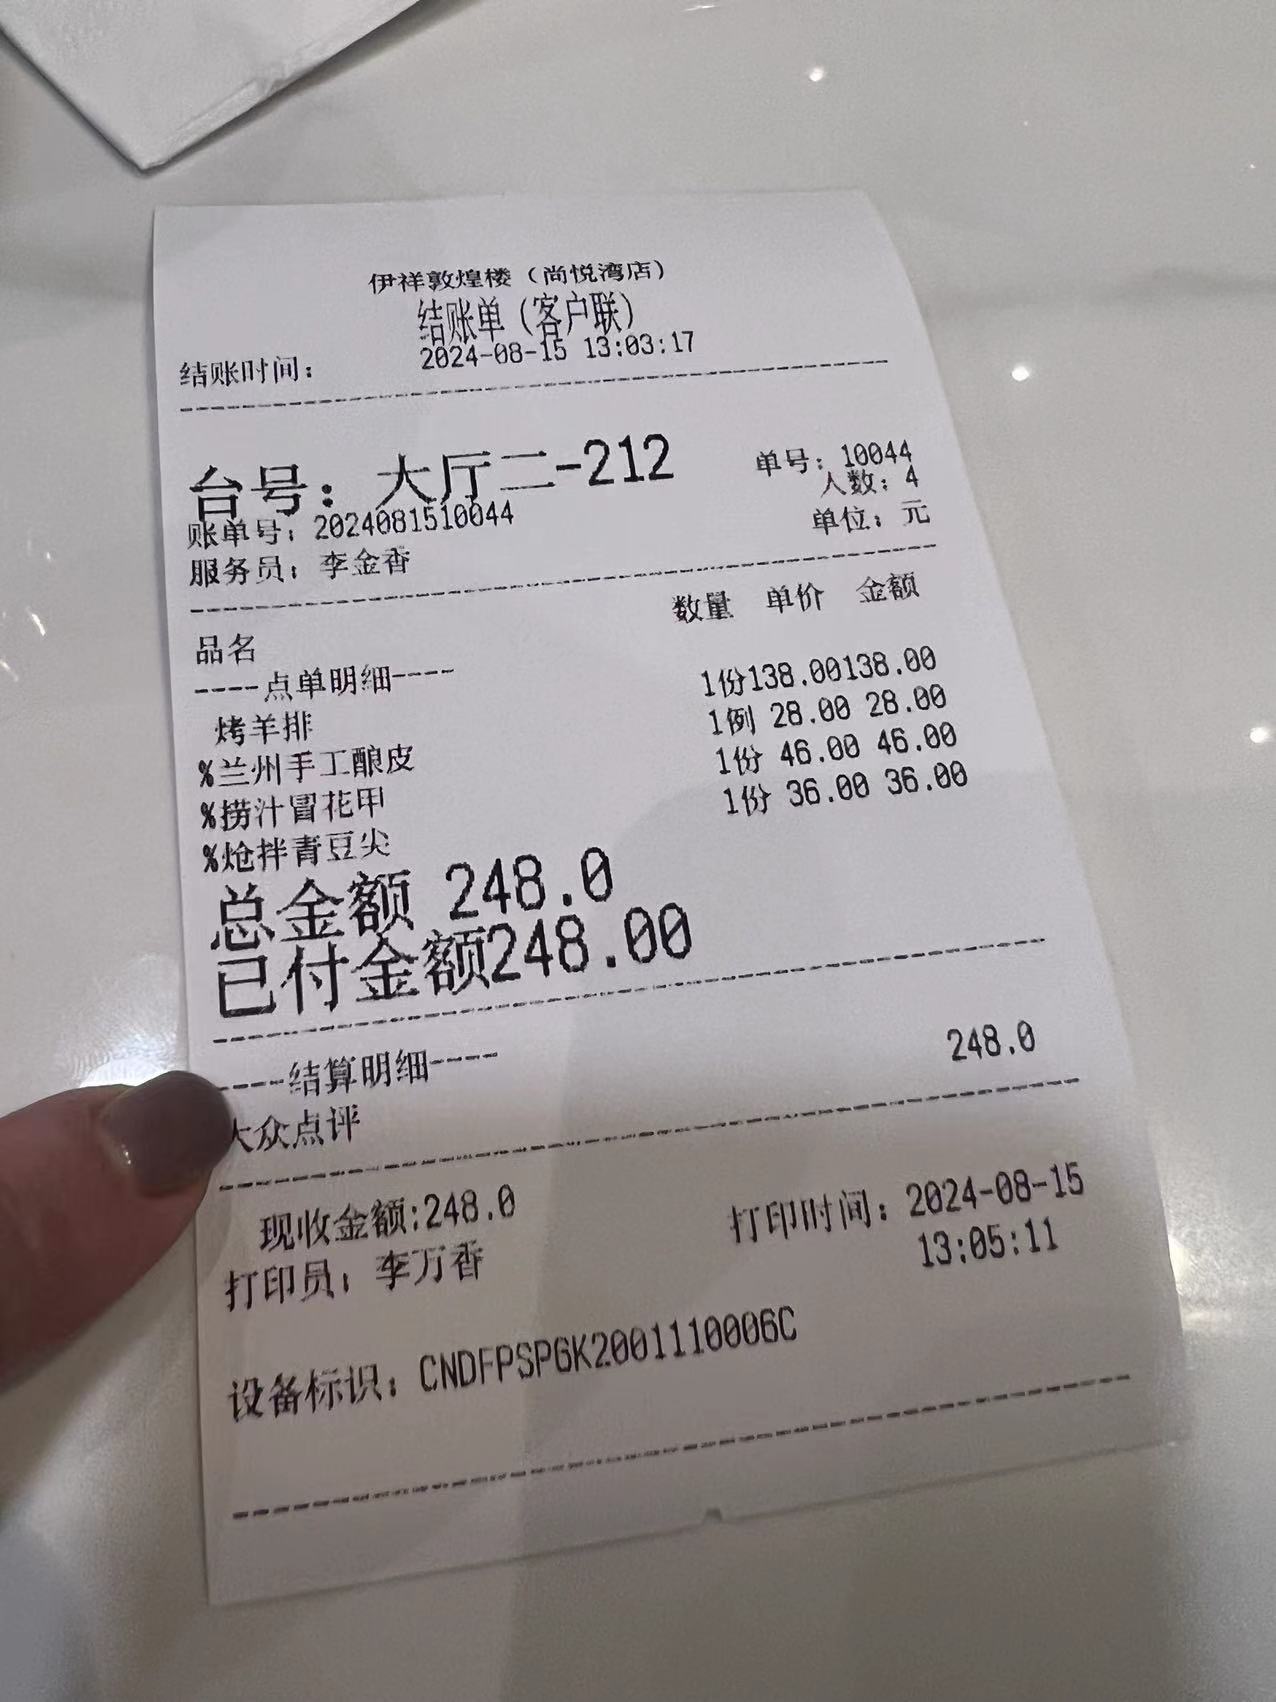 伊祥敦煌楼（尚悦湾店）
结账单（客户联）
结账时间： 2024-08-15 13:03:17
台号：大厅二-212 单号：10044
人数：4
账单号：2024081510044
单位：元
服务员：李金香
品名 数量 单价 金额
----点单明细----
烤羊排 1份138.00138.00
%兰州手工酿皮 1例 28.00 28.00
%捞汁冒花甲 1份 46.00 46.00
%炝拌青豆尖 1份 36.00 36.00
总金额 248.0
已付金额248.00
----结算明细----
大众点评 248.0
现收金额:248.0
打印员：李万香 打印时间：2024-08-15
13:05:11
设备标识：CNDFPSPGK2001110006C